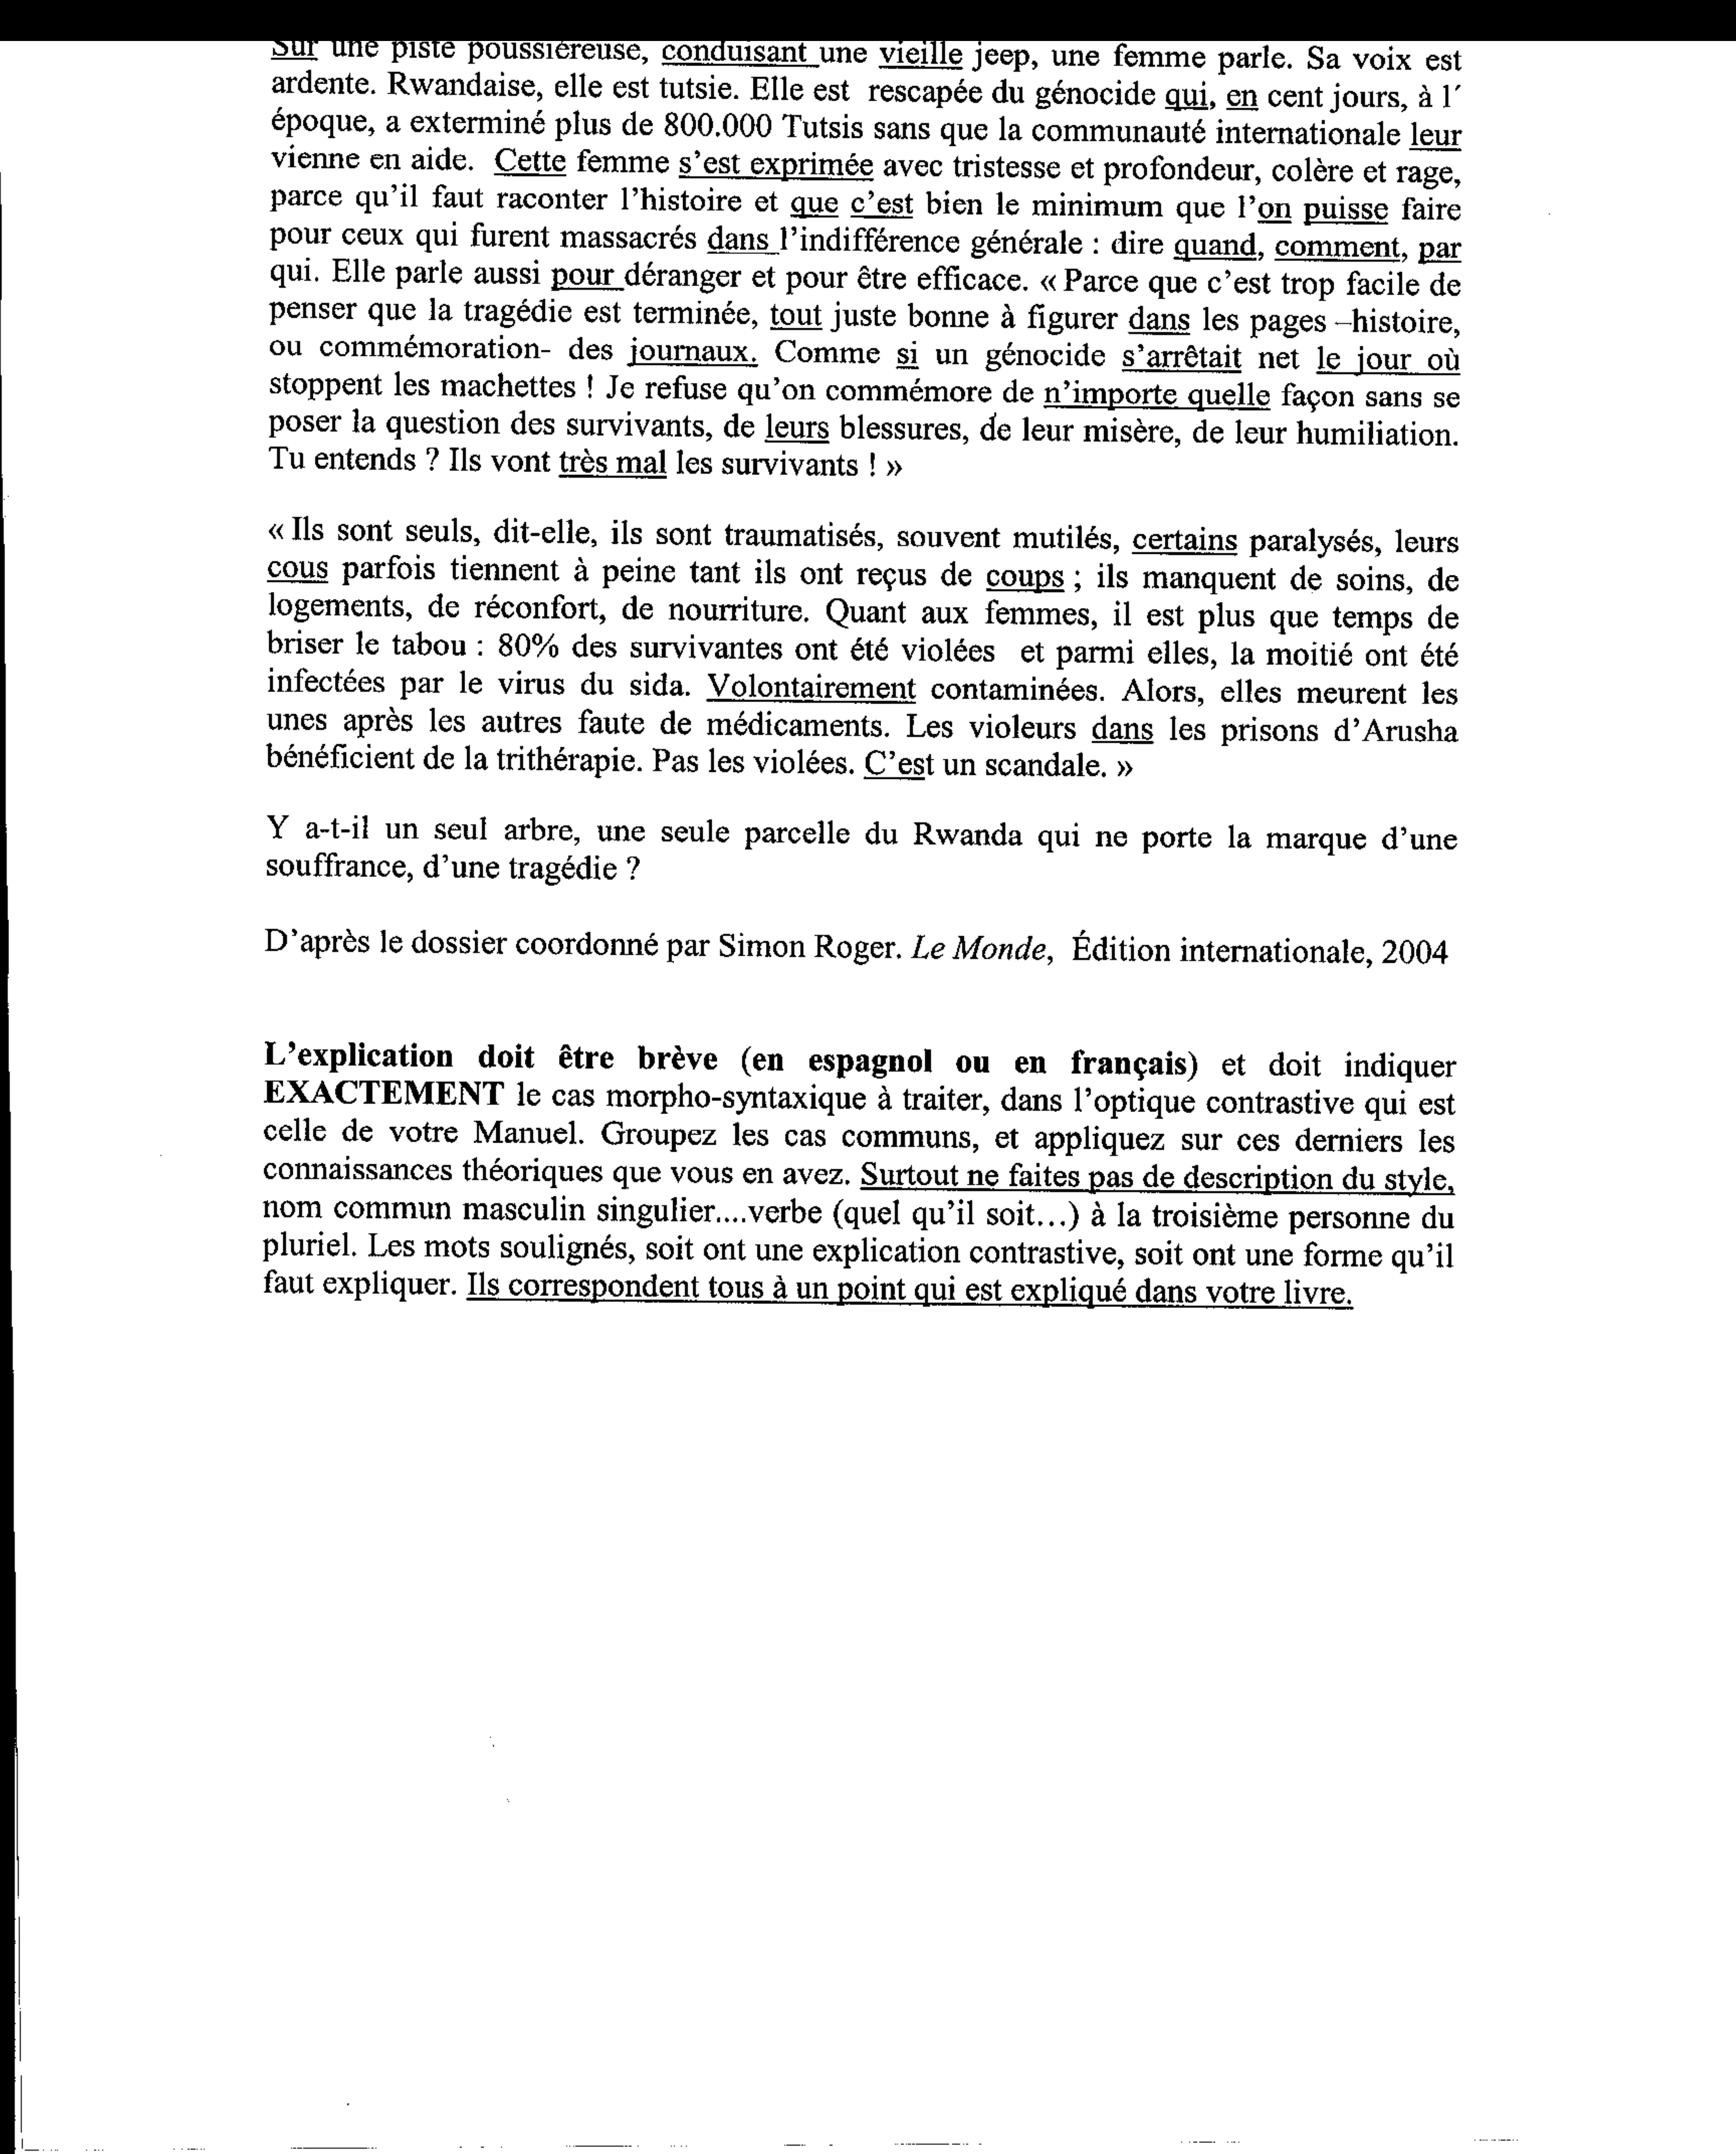 Sur une piste poussiéreuse, conduisant une vieille jeep, une femme parle. Sa voix est
ardente. Rwandaise, elle est tutsie. Elle est rescapée du génocide qui, en cent jours, à l´
époque, a exterminé plus de 800.000 Tutsis sans que la communauté internationale leur
vienne en aide. Cette femme s'est exprimée avec tristesse et profondeur, colère et rage,
parce qu'il faut raconter l'histoire et que c'est bien le minimum que l'on puisse faire
pour ceux qui furent massacrés dans l'indifférence générale : dire quand, comment, par
qui. Elle parle aussi pour déranger et pour être efficace. « Parce que c'est trop facile de
penser que la tragédie est terminée, tout juste bonne à figurer dans les pages –histoire,
ou commémoration- des journaux. Comme si un génocide s'arrêtait net le jour où
stoppent les machettes ! Je refuse qu'on commémore de n'importe quelle façon sans se
poser la question des survivants, de leurs blessures, de leur misère, de leur humiliation.
Tu entends ? Ils vont très mal les survivants ! »
« Ils sont seuls, dit-elle, ils sont traumatisés, souvent mutilés, certains paralysés, leurs
cous parfois tiennent à peine tant ils ont reçus de coups ; ils manquent de soins, de
logements, de réconfort, de nourriture. Quant aux femmes, il est plus que temps de
briser le tabou : 80% des survivantes ont été violées et parmi elles, la moitié ont été
infectées par le virus du sida. Volontairement contaminées. Alors, elles meurent les
unes après les autres faute de médicaments. Les violeurs dans les prisons d'Arusha
bénéficient de la trithérapie. Pas les violées. C'est un scandale. »
Y a-t-il un seul arbre, une seule parcelle du Rwanda qui ne porte la marque d'une
souffrance, d'une tragédie ?
D'après le dossier coordonné par Simon Roger. Le Monde, Édition internationale, 2004
L'explication doit être brève (en espagnol ou en français) et doit indiquer
EXACTEMENT le cas morpho-syntaxique à traiter, dans l'optique contrastive qui est
celle de votre Manuel. Groupez les cas communs, et appliquez sur ces derniers les
connaissances théoriques que vous en avez. Surtout ne faites pas de description du style,
nom commun masculin singulier....verbe (quel qu'il soit...) à la troisième personne du
pluriel. Les mots soulignés, soit ont une explication contrastive, soit ont une forme qu'il
faut expliquer. Ils correspondent tous à un point qui est expliqué dans votre livre.